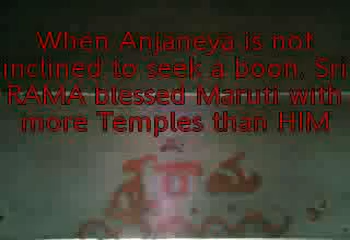 When Anjaneya is not
inclined to seek a boon. Sri
RAMA blessed Maruti with
more Temples than HIM
శ్రీరామ